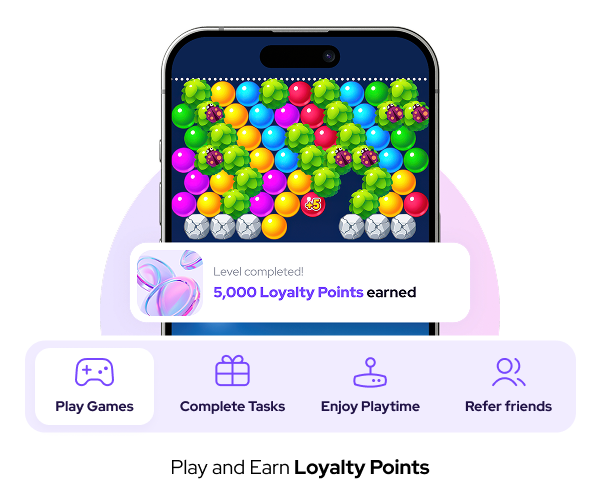 +5
Level completed!
5,000 Loyalty Points earned
Play Games
Complete Tasks
Enjoy Playtime
Refer friends
Play and Earn Loyalty Points